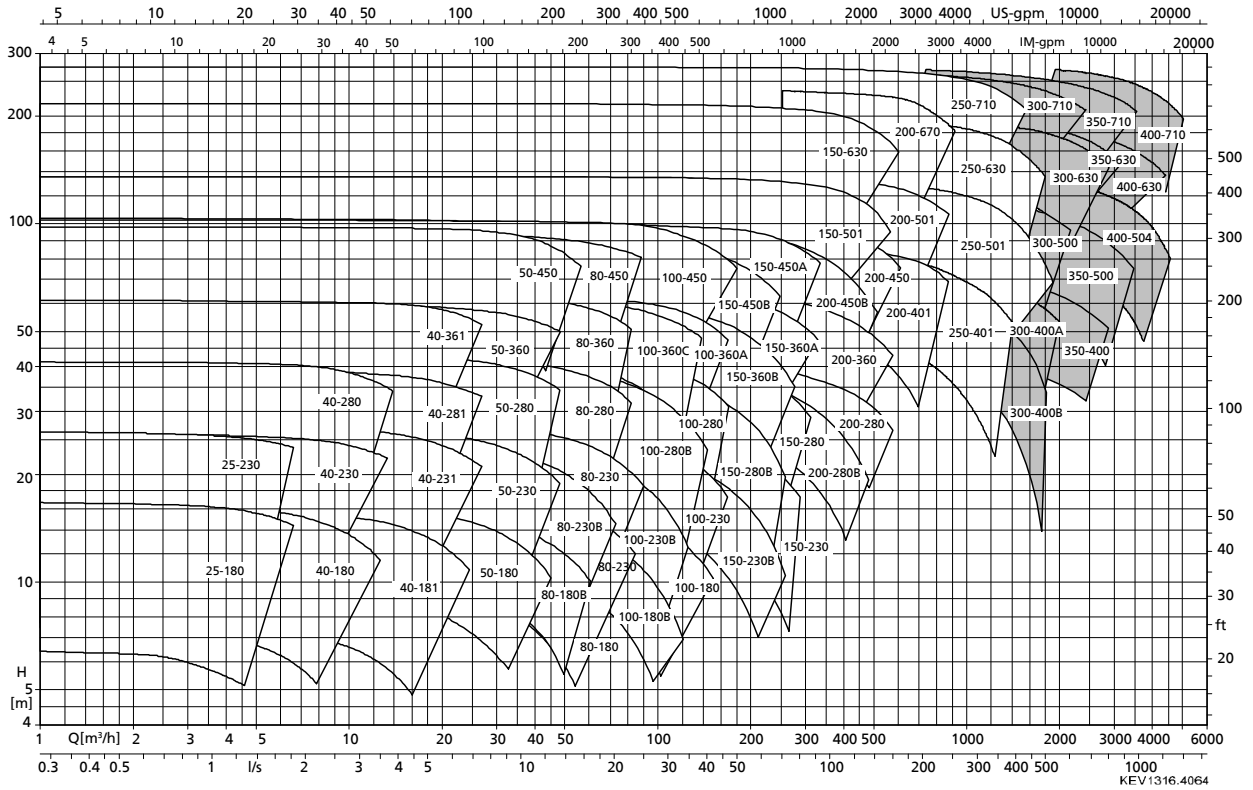 5 10 20 30 40 50 100 200 300 400 500 1000 2000 3000 4000 US-gpm 10000 20000
4 5 10 20 30 40 50 100 200 300 400 500 1000 2000 3000 4000 IM-gpm 10000 20000
300
250-710 300-710
200 350-710
200-670 400-710
150-630 350-630 500
250-630 300-630
400-630 400
100 200-501
150-501 400-504 300
250-501 300-500
50-450 80-450 100-450 150-450A 200-450 350-500
150-450B 200-450B 200
200-401
50 40-361 250-401 300-400A
80-360
50-360 100-360C 100-360A 150-360A 350-400
40 200-360
150-360B
40-280 50-280 80-280 300-400B 100
30 40-281
100-280 200-280
150-280
25-230 100-280B
20 40-230 40-231 80-230 150-280B 200-280B
50-230
100-230 50
80-230B
100-230B 150-230 40
10 25-180 40-180 50-180 80-230 150-230B
40-181 80-180B 100-180 30
100-180B ft
80-180 20
H
5
[m]
4
1 Q[m³/h] 2 3 4 5 10 20 30 40 50 100 200 300 400 500 1000 2000 3000 4000 6000
0.3 0.4 0.5 1 l/s 2 3 4 5 10 20 30 40 50 100 200 300 400 500 1000
KEV1316.4064